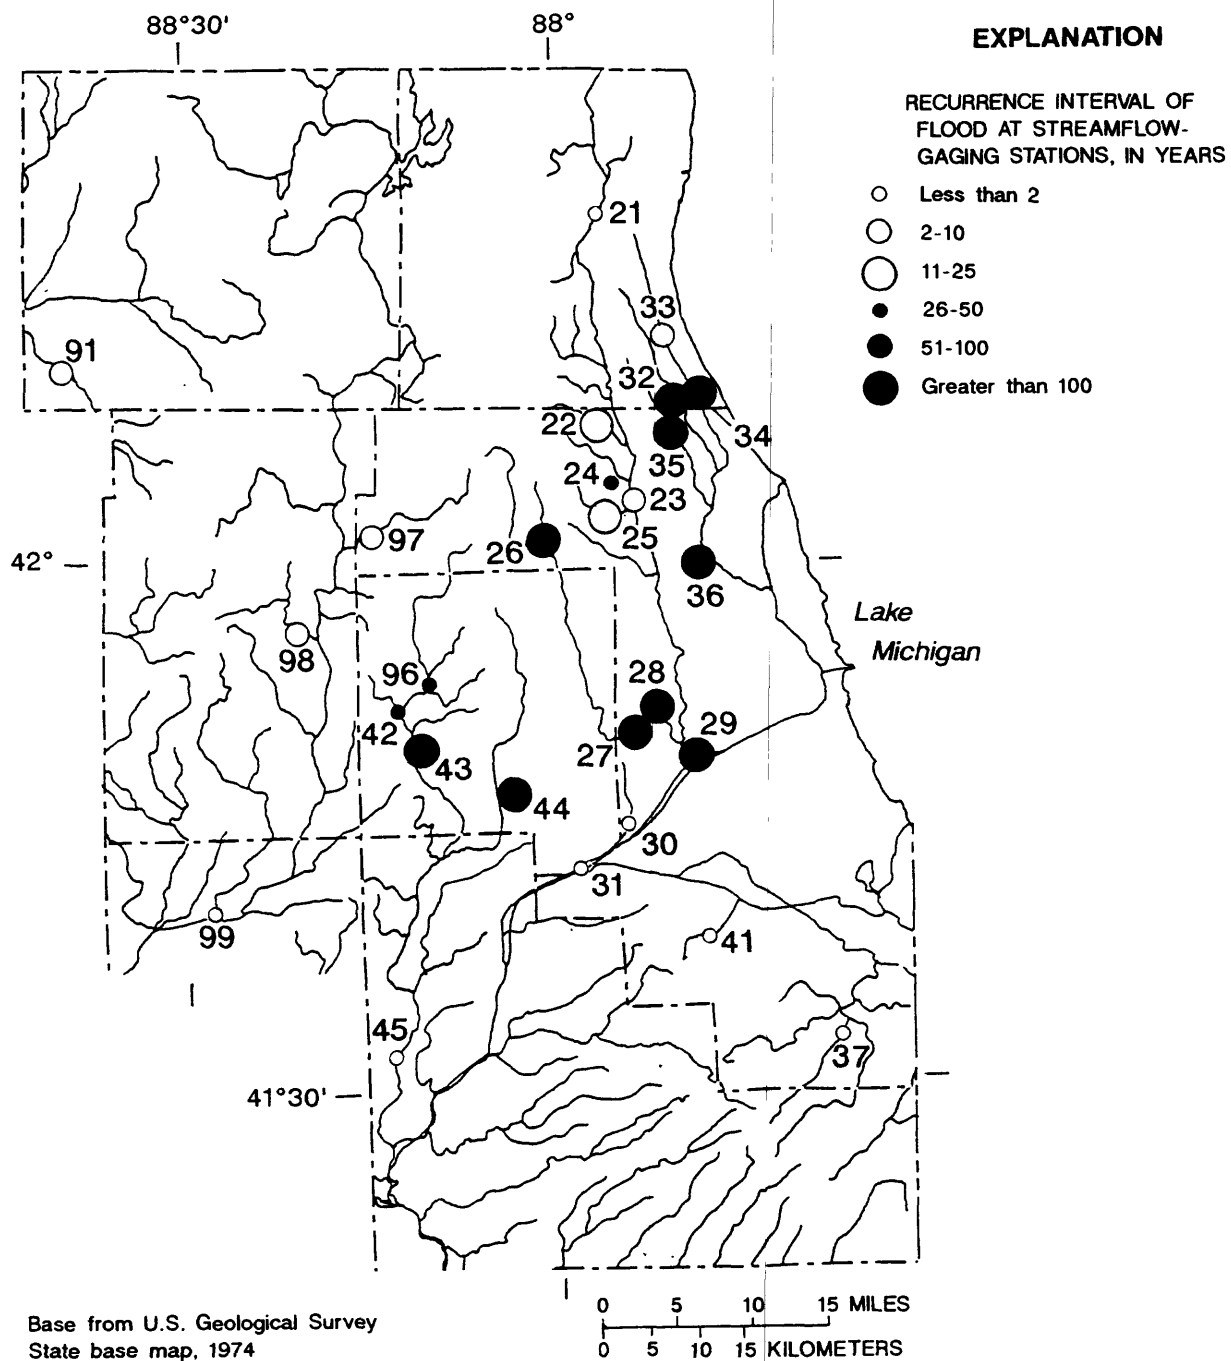 88°30'
88°
EXPLANATION
RECURRENCE INTERVAL OF
FLOOD AT STREAMFLOW-
GAGING STATIONS, IN YEARS
Less than 2
2-10
11-25
26-50
51-100
Greater than 100
21
33
91
32
22
34
35
24
23
97
25
26
42°
36
Lake
Michigan
98
96
28
42
29
27
43
44
30
31
99
41
45
37
41°30'
0 5 10 15 MILES
0 5 10 15 KILOMETERS
Base from U.S. Geological Survey
State base map, 1974